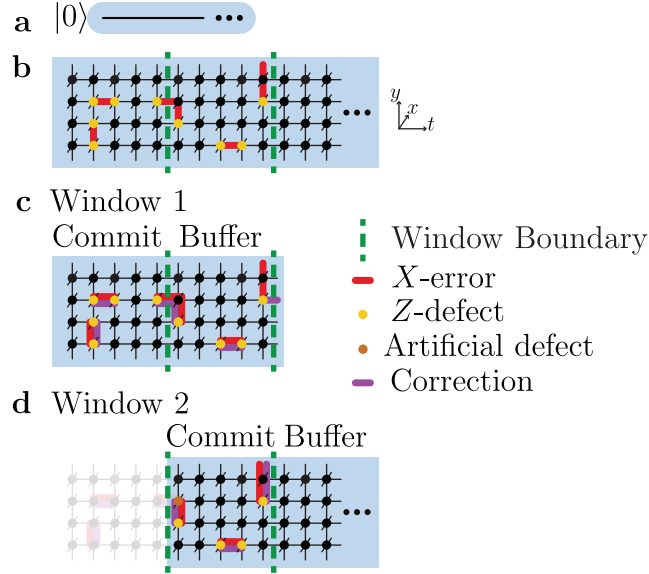 a |0⟩ •••
b
y
x
t
•••
c Window 1
Commit Buffer
Window Boundary
X-error
Z-defect
Artificial defect
Correction
d Window 2
Commit Buffer
•••